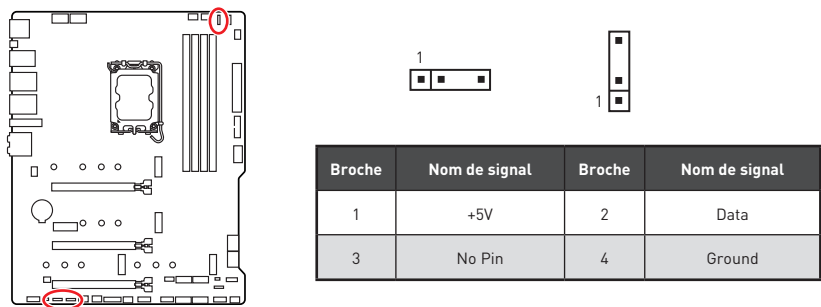 1
1
Broche Nom de signal Broche Nom de signal
1 +5V 2 Data
3 No Pin 4 Ground